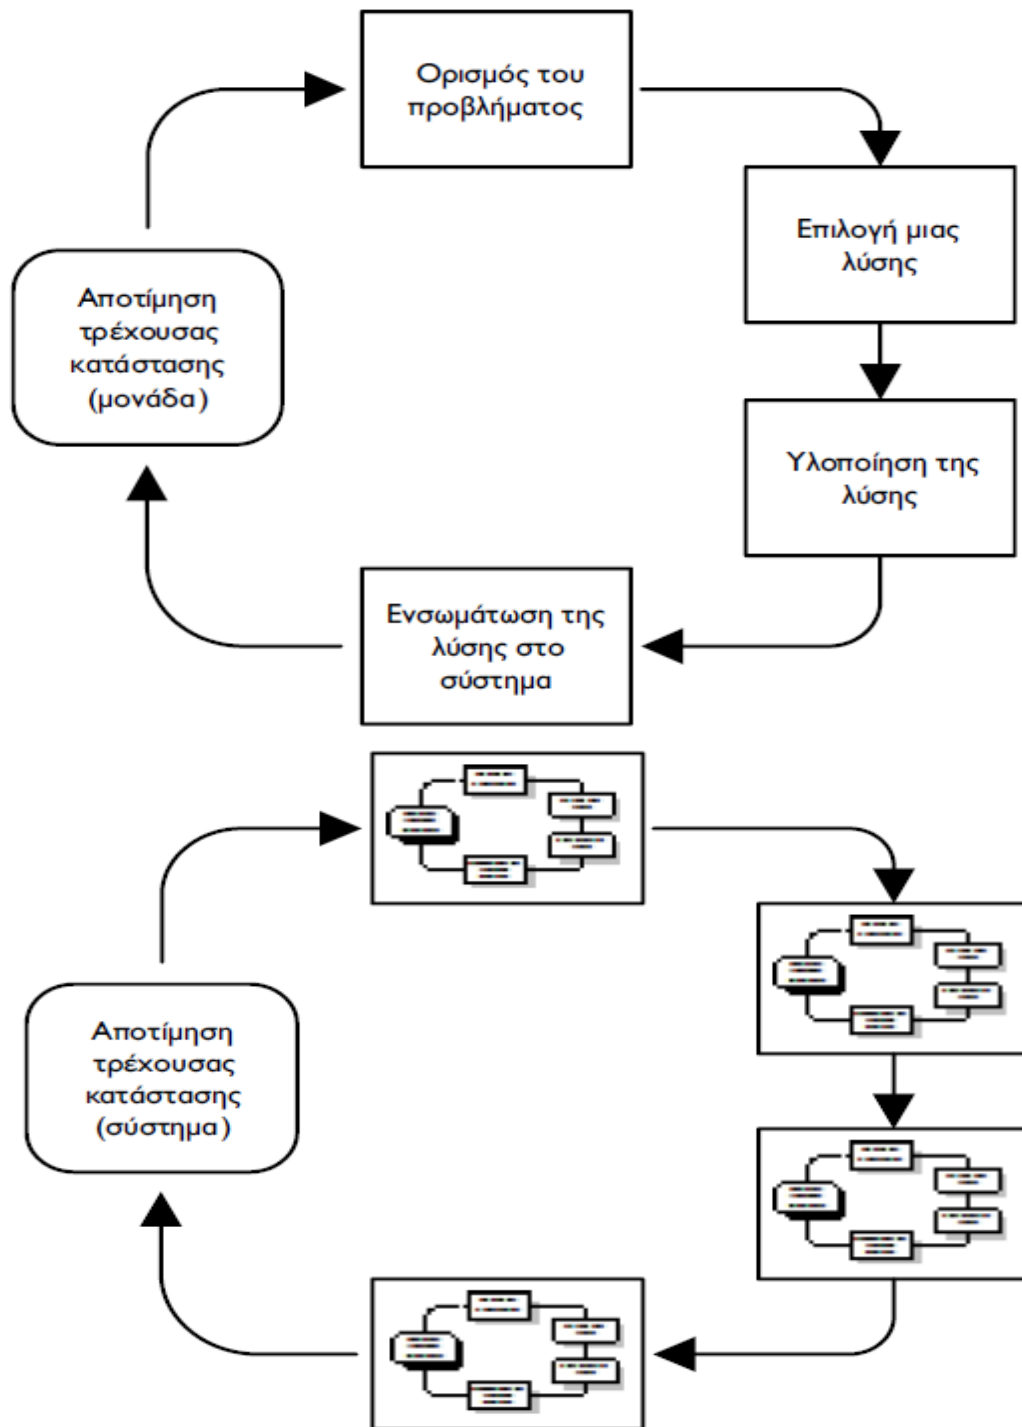 Ορισμός του
προβλήματος
Επιλογή μιας
λύσης
Αποτίμηση
τρέχουσας
κατάστασης
(μονάδα)
Υλοποίηση της
λύσης
Ενσωμάτωση της
λύσης στο
σύστημα
Αποτίμηση
τρέχουσας
κατάστασης
(σύστημα)